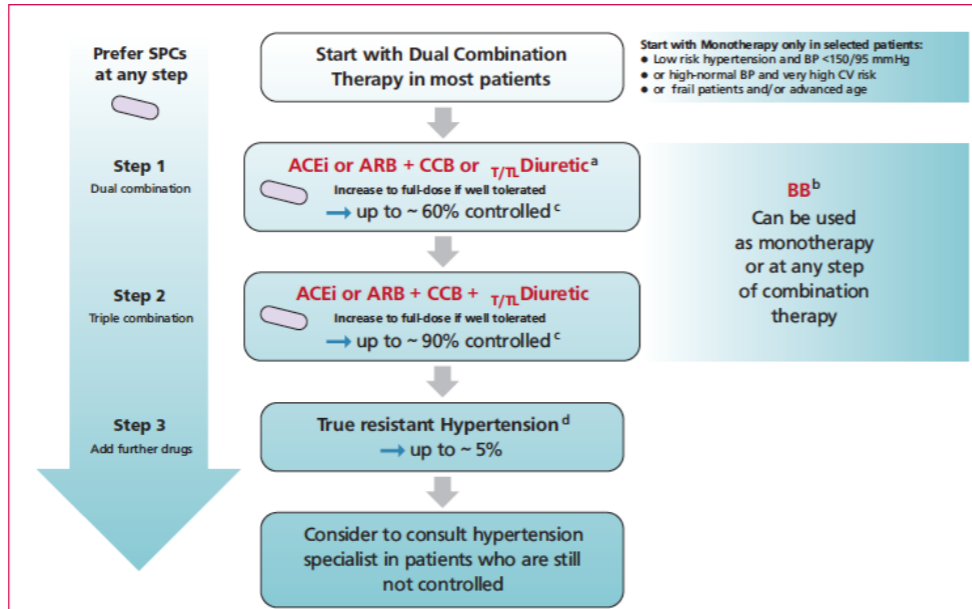 Prefer SPCs
at any step
Start with Dual Combination
Therapy in most patients
Start with Monotherapy only in selected patients:
● Low risk hypertension and BP <150/95 mmHg
● or high-normal BP and very high CV risk
● or frail patients and/or advanced age
Step 1
Dual combination
ACEi or ARB + CCB or T/TL Diuretic a
Increase to full-dose if well tolerated
→ up to ~ 60% controlled c
BB b
Can be used
as monotherapy
or at any step
of combination
therapy
Step 2
Triple combination
ACEi or ARB + CCB + T/TL Diuretic
Increase to full-dose if well tolerated
→ up to ~ 90% controlled c
Step 3
Add further drugs
True resistant Hypertension d
→ up to ~ 5%
Consider to consult hypertension
specialist in patients who are still
not controlled